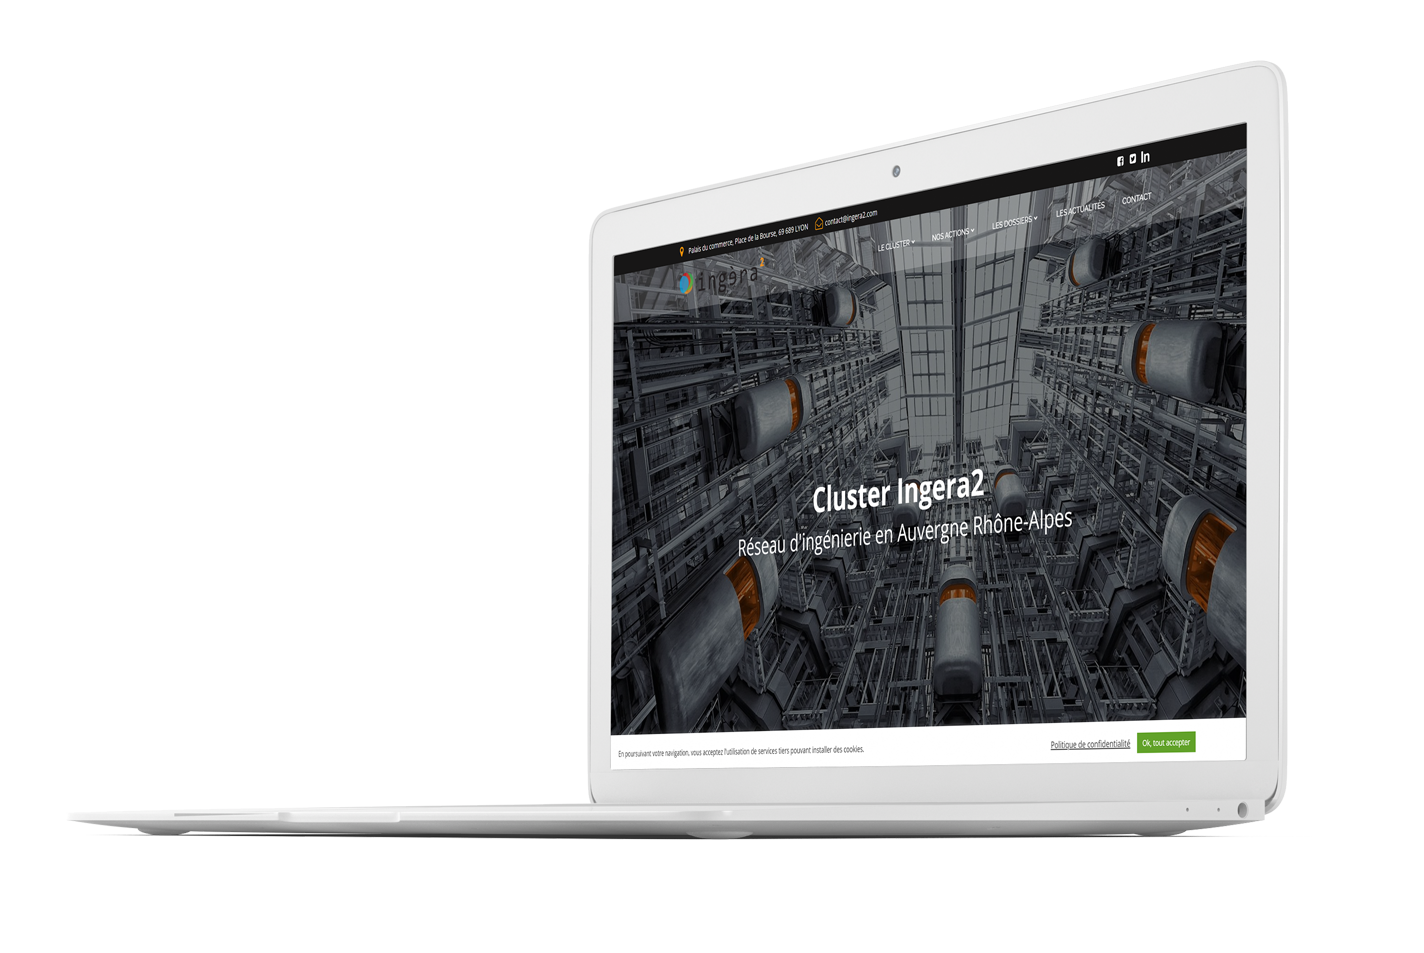 Palais du commerce, Place de la Bourse, 69 689 LYON contact@ingera2.com
ingéra 2
LE CLUSTER NOS ACTIONS LES DOSSIERS LES ACTUALITÉS CONTACT
Cluster Ingera2
Réseau d'ingénierie en Auvergne Rhône-Alpes
En poursuivant votre navigation, vous acceptez l'utilisation de services tiers pouvant installer des cookies.
Politique de confidentialité Ok, tout accepter